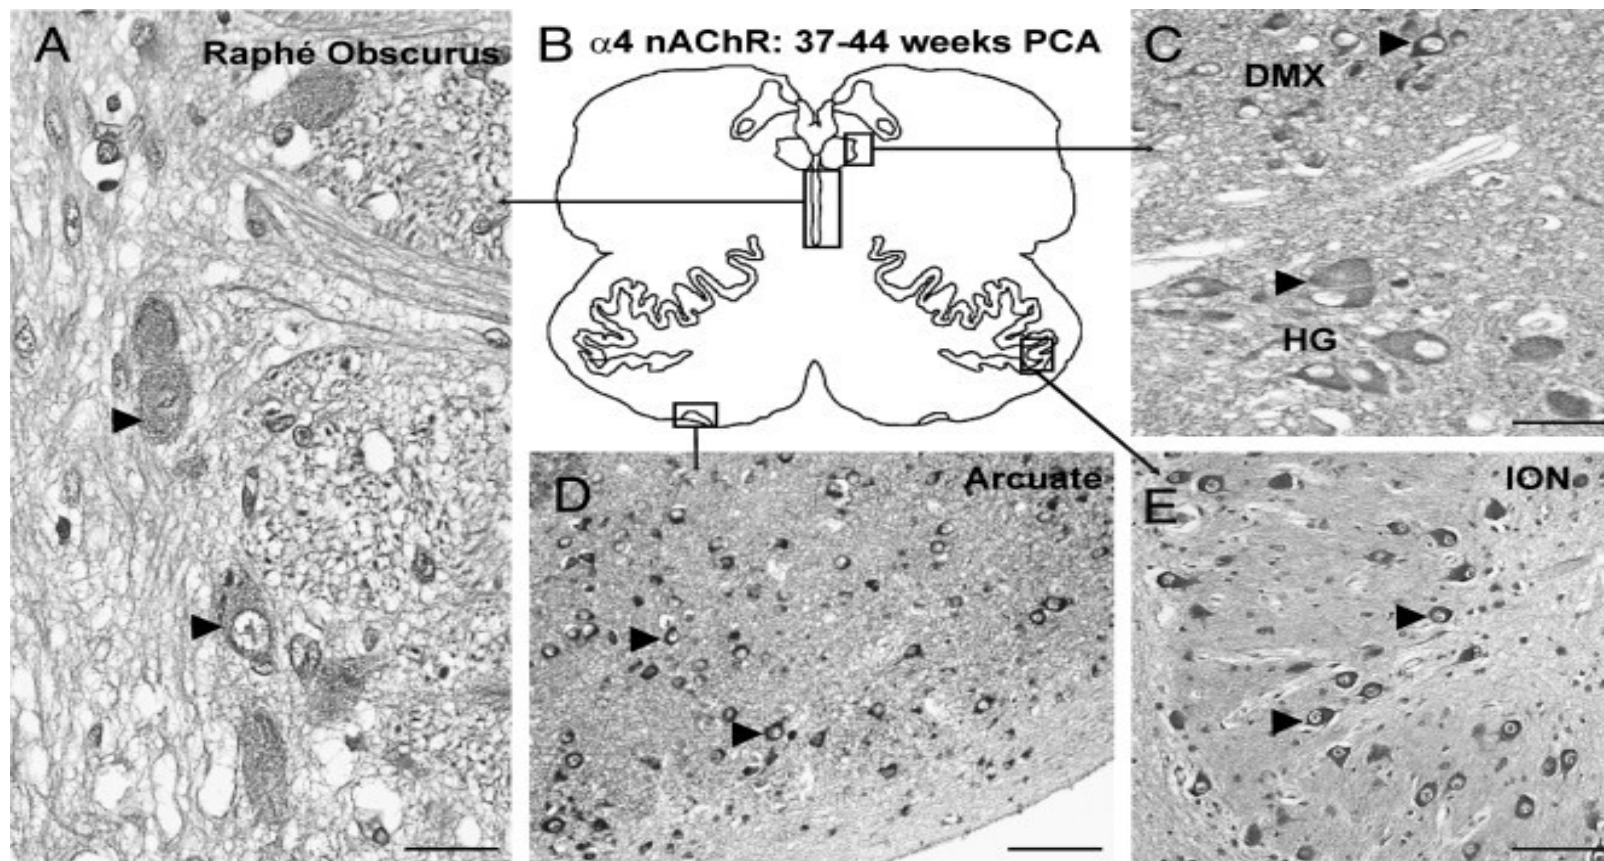 A
Raphé Obscurus
B
α4 nAChR: 37-44 weeks PCA
C
DMX
HG
D
Arcuate
E
ION